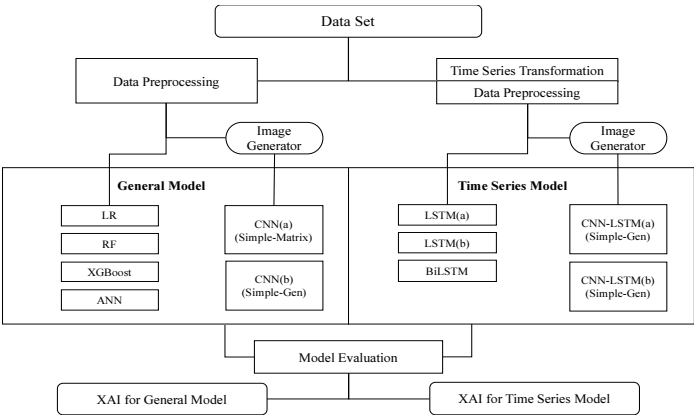 Data Set
Data Preprocessing
Time Series Transformation
Data Preprocessing
Image
Generator
Image
Generator
General Model
LR
RF
XGBoost
ANN
CNN(a)
(Simple-Matrix)
CNN(b)
(Simple-Gen)
Time Series Model
LSTM(a)
LSTM(b)
BiLSTM
CNN-LSTM(a)
(Simple-Gen)
CNN-LSTM(b)
(Simple-Gen)
Model Evaluation
XAI for General Model
XAI for Time Series Model